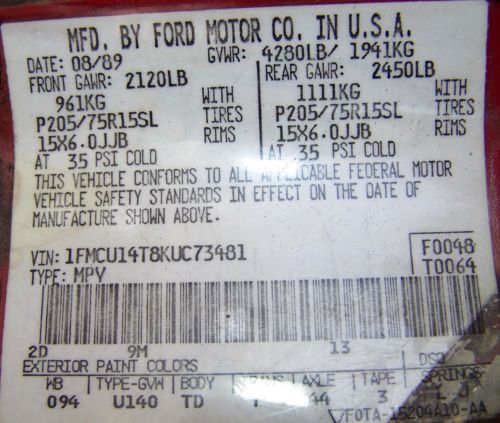 MFD. BY FORD MOTOR CO. IN U.S.A.
DATE: 08/89 GVWR: 4280LB/ 1941KG
FRONT GAWR: 2120LB REAR GAWR: 2450LB
961KG WITH 1111KG WITH
P205/75R15SL TIRES P205/75R15SL TIRES
15X6.0JJB RIMS 15X6.0JJB RIMS
AT 35 PSI COLD AT 35 PSI COLD
THIS VEHICLE CONFORMS TO ALL APPLICABLE FEDERAL MOTOR
VEHICLE SAFETY STANDARDS IN EFFECT ON THE DATE OF
MANUFACTURE SHOWN ABOVE.
VIN: 1FMCU14T8KUC73481 F0048
TYPE: MPV T0064
2D 9M 13
EXTERIOR PAINT COLORS DSO
WB TYPE-GVW BODY TRANS AXLE TAPE SPRINGS
094 U140 TD 44 3 L J